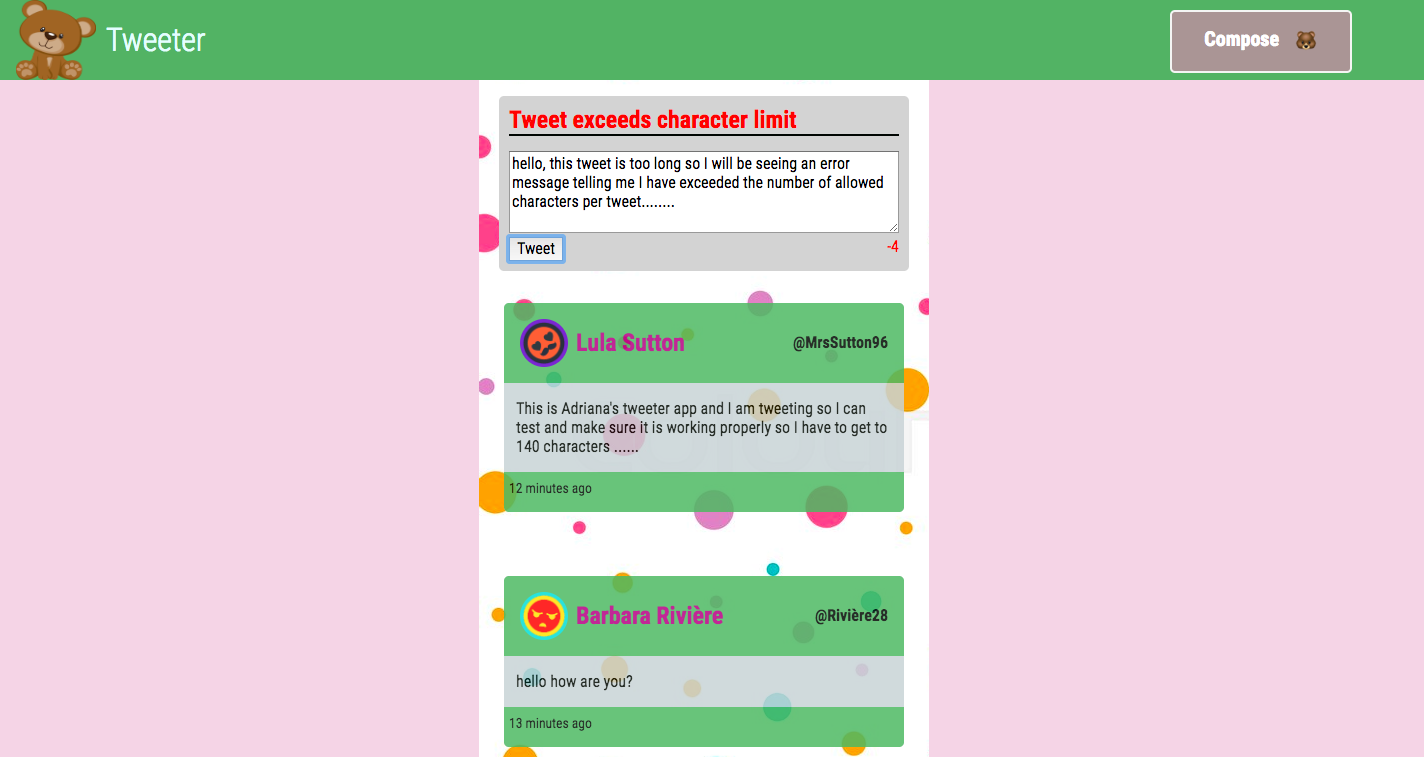 Tweeter
Compose
Tweet exceeds character limit
hello, this tweet is too long so I will be seeing an error
message telling me I have exceeded the number of allowed
characters per tweet........
Tweet
-4
Lula Sutton
@MrsSutton96
This is Adriana's tweeter app and I am tweeting so I can
test and make sure it is working properly so I have to get to
140 characters ......
12 minutes ago
Barbara Rivière
@Rivière28
hello how are you?
13 minutes ago